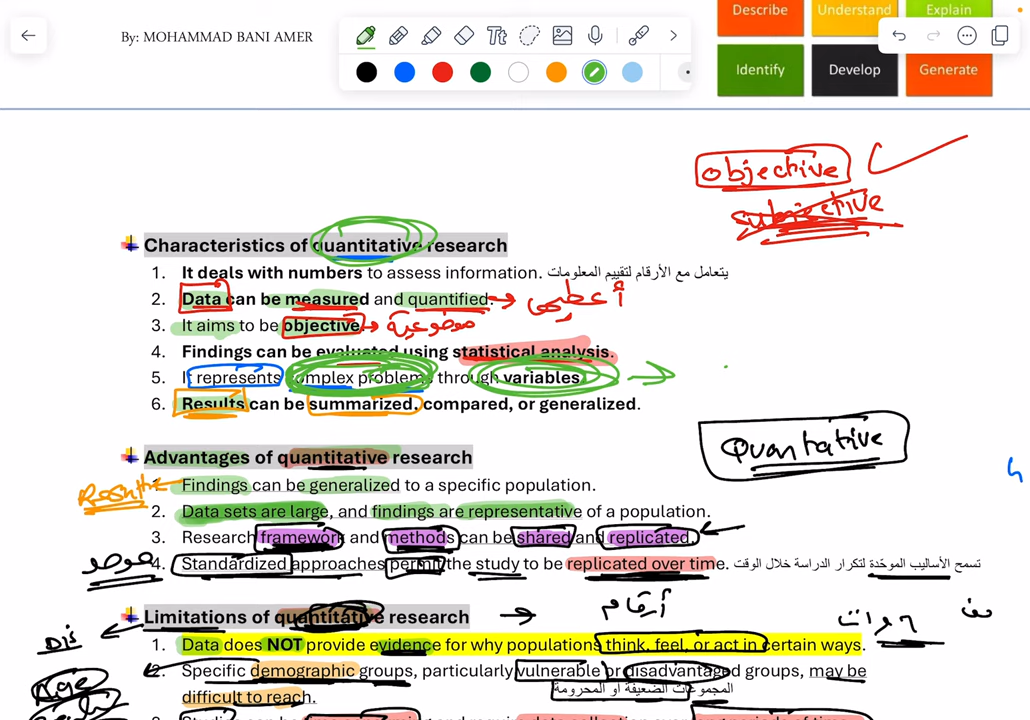 Describe Understand Explain
By: MOHAMMAD BANI AMER
Tt
Identify Develop Generate
objective
subjective
Characteristics of quantitative research
1. It deals with numbers to assess information. يتعامل مع الأرقام لتقييم المعلومات
2. Data can be measured and quantified.
3. It aims to be objective
4. Findings can be evaluated using statistical analysis.
5. It represents complex problems through variables
6. Results can be summarized, compared, or generalized.
Quantative
Advantages of quantitative research
1. Findings can be generalized to a specific population.
2. Data sets are large, and findings are representative of a population.
3. Research framework and methods can be shared and replicated.
4. Standardized approaches permit the study to be replicated over time. تسمح الأساليب الموحّدة لتكرار الدراسة خلال الوقت
Limitations of quantitative research
أرقام
Dis
1. Data does NOT provide evidence for why populations think, feel, or act in certain ways.
2. Specific demographic groups, particularly vulnerable or disadvantaged groups, may be
difficult to reach.
المجموعات الضعيفة أو المحرومة
Age